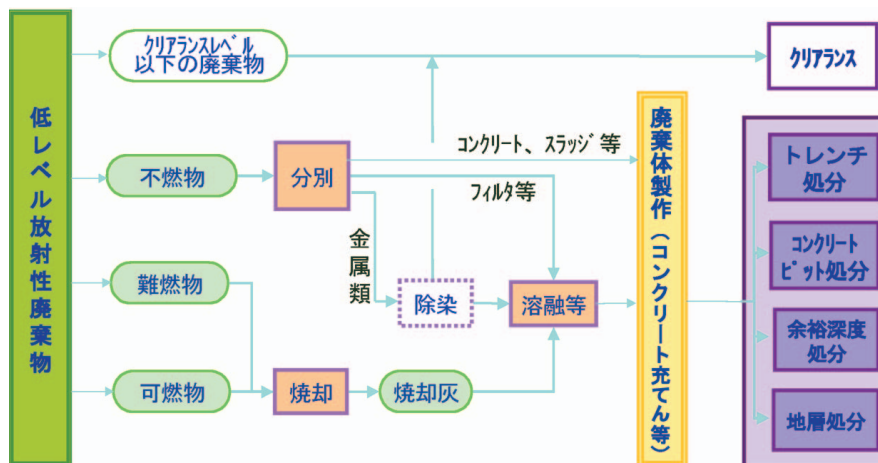 低レベル放射性廃棄物
クリアランスレベル
以下の廃棄物
クリアランス
不燃物
分別
コンクリート、スラッジ等
フィルタ等
金属類
難燃物
除染
溶融等
可燃物
焼却
焼却灰
廃棄体製作（コンクリート充てん等）
トレンチ
処分
コンクリート
ピット処分
余裕深度
処分
地層処分